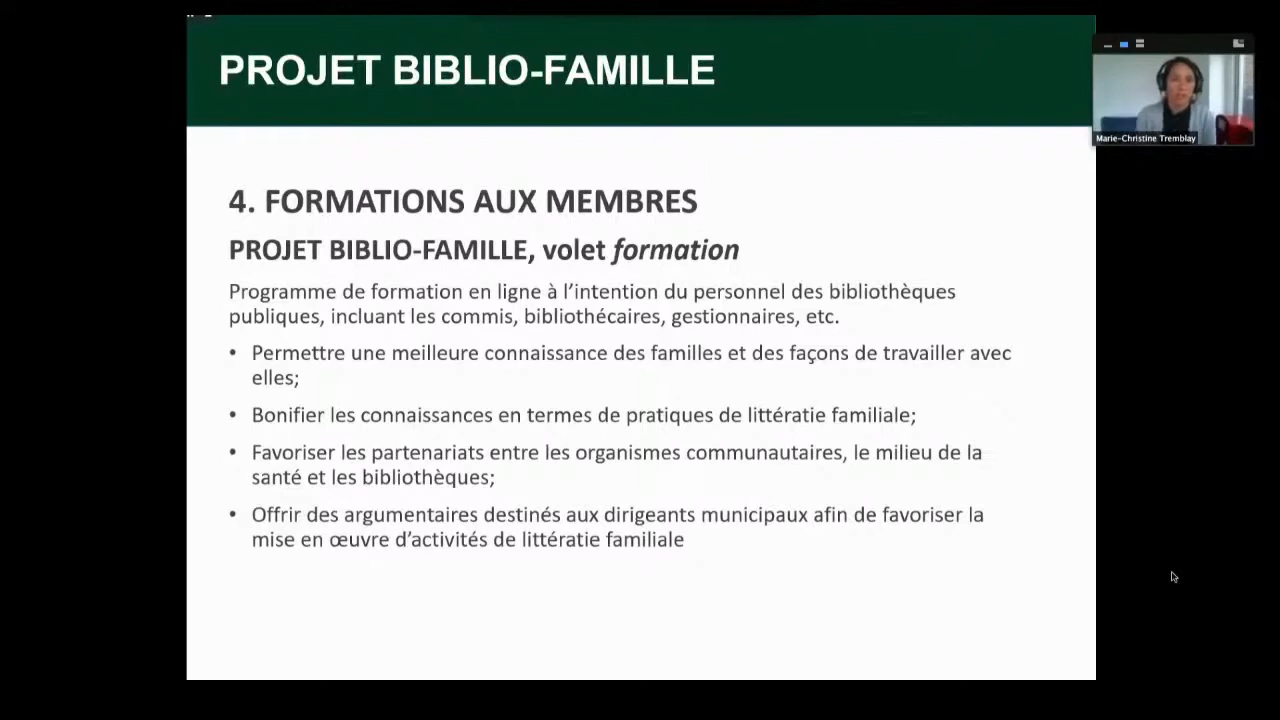 PROJET BIBLIO-FAMILLE
Marie-Christine Tremblay
4. FORMATIONS AUX MEMBRES
PROJET BIBLIO-FAMILLE, volet formation
Programme de formation en ligne à l’intention du personnel des bibliothèques
publiques, incluant les commis, bibliothécaires, gestionnaires, etc.
• Permettre une meilleure connaissance des familles et des façons de travailler avec
elles;
• Bonifier les connaissances en termes de pratiques de littératie familiale;
• Favoriser les partenariats entre les organismes communautaires, le milieu de la
santé et les bibliothèques;
• Offrir des argumentaires destinés aux dirigeants municipaux afin de favoriser la
mise en œuvre d’activités de littératie familiale